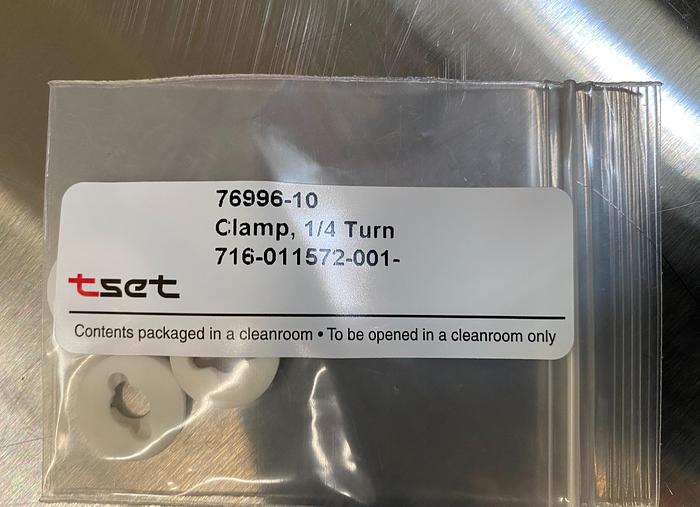 76996-10
Clamp, 1/4 Turn
716-011572-001-
tset
Contents packaged in a cleanroom • To be opened in a cleanroom only